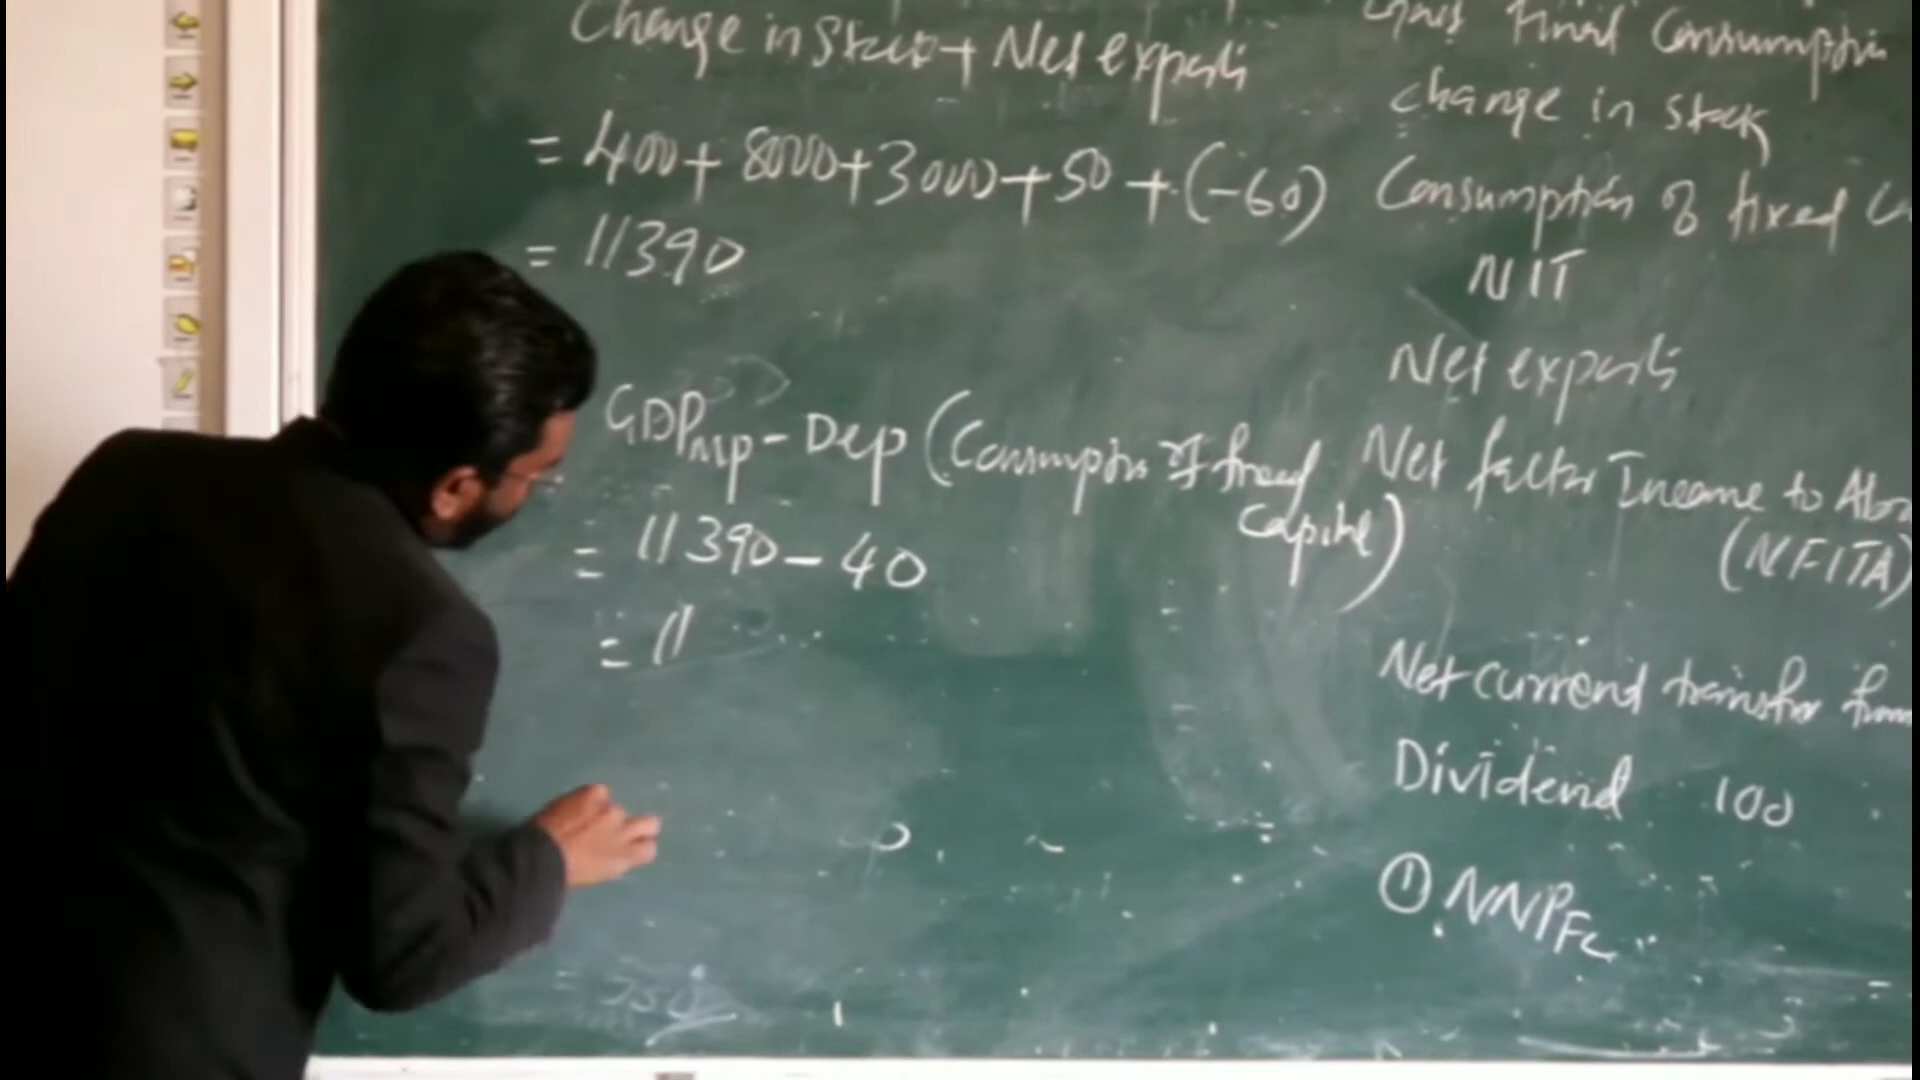 Change in Stock + Net exports
= 400 + 8000 + 3000 + 50 + (-60)
= 11390
GDPMP - Dep (Consumption of fixed
capital)
= 11390 - 40
= 11
Final Consumption
change in stock
Consumption of fixed
NIT
Net exports
Net factor Income to
(NFITA)
Net current transfer from
Dividend 100
① NNPFC